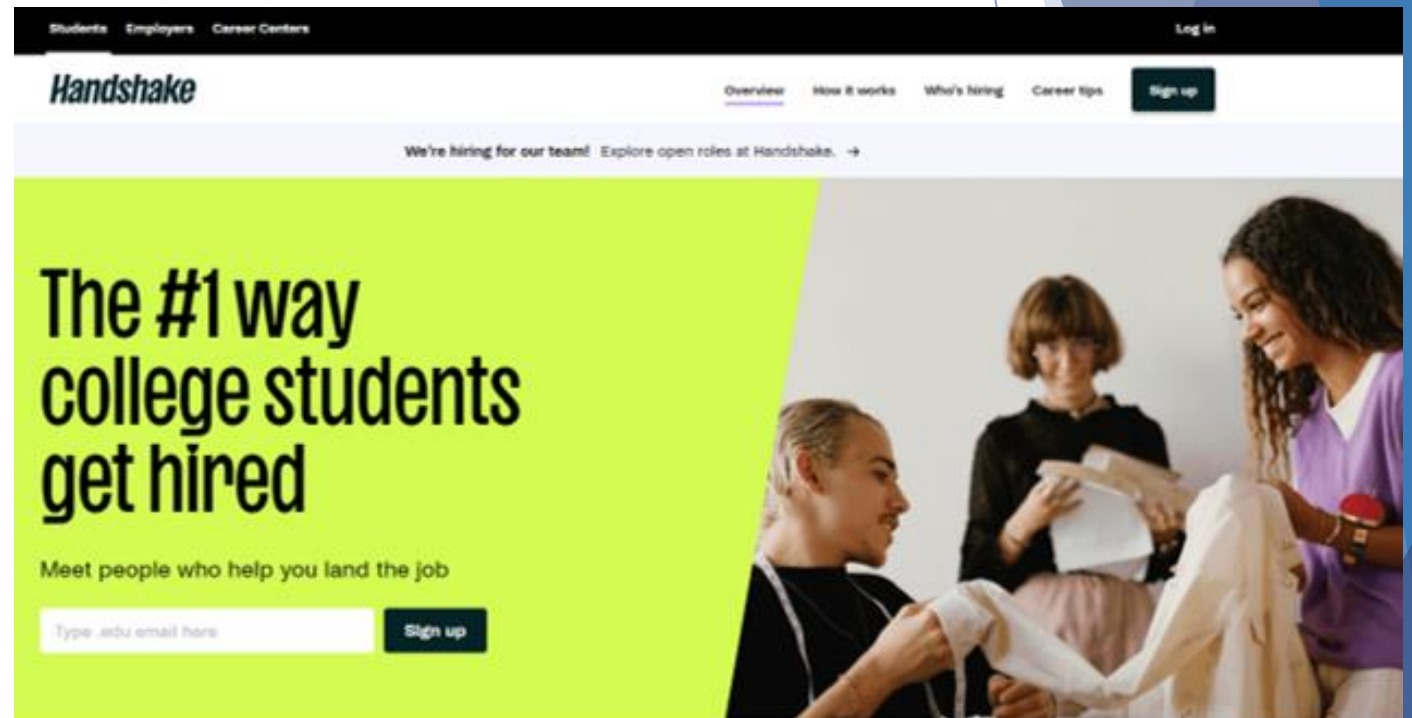 Students Employers Career Centers Log in
Handshake Overview How it works Who's hiring Career tips Sign up
We're hiring for our team! Explore open roles at Handshake. →
The #1 way
college students
get hired
Meet people who help you land the job
Type .edu email here Sign up